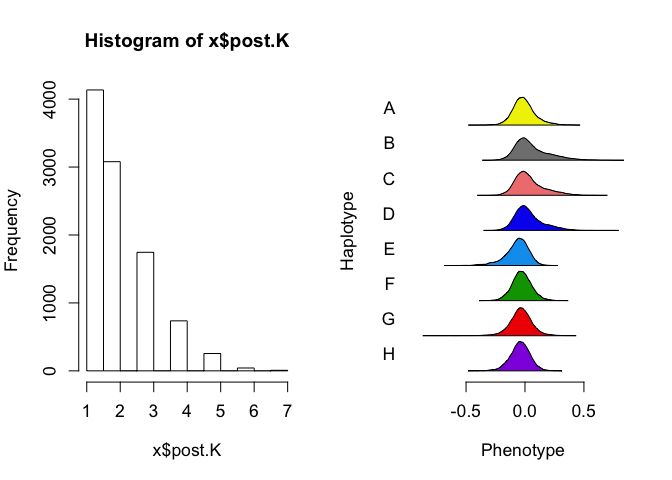 Histogram of x$post.K
Frequency
0
1000
2000
3000
4000
1 2 3 4 5 6 7
x$post.K
Haplotype
A
B
C
D
E
F
G
H
-0.5 0.0 0.5
Phenotype